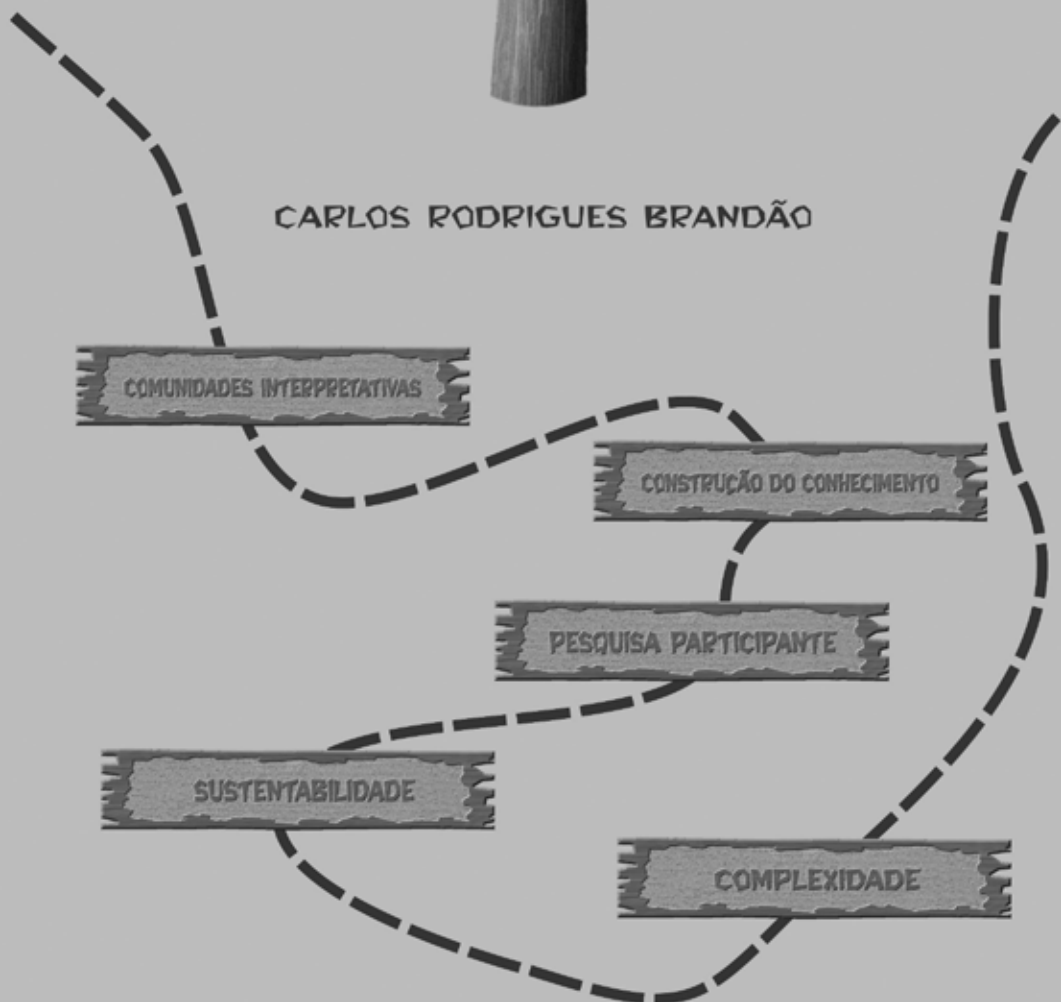 CARLOS RODRIGUES BRANDÃO
COMUNIDADES INTERPRETATIVAS
CONSTRUÇÃO DO CONHECIMENTO
PESQUISA PARTICIPANTE
SUSTENTABILIDADE
COMPLEXIDADE